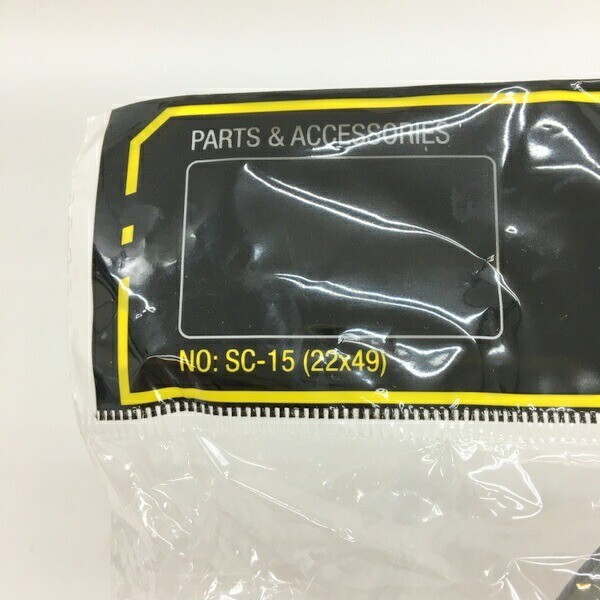 PARTS & ACCESSORIES
NO: SC-15 (22x49)